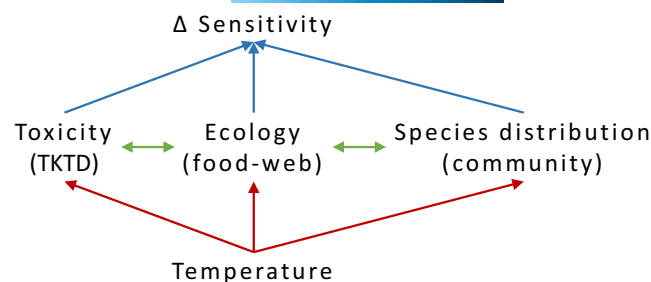 Δ Sensitivity
Toxicity Ecology Species distribution
(TKTD) (food-web) (community)
Temperature